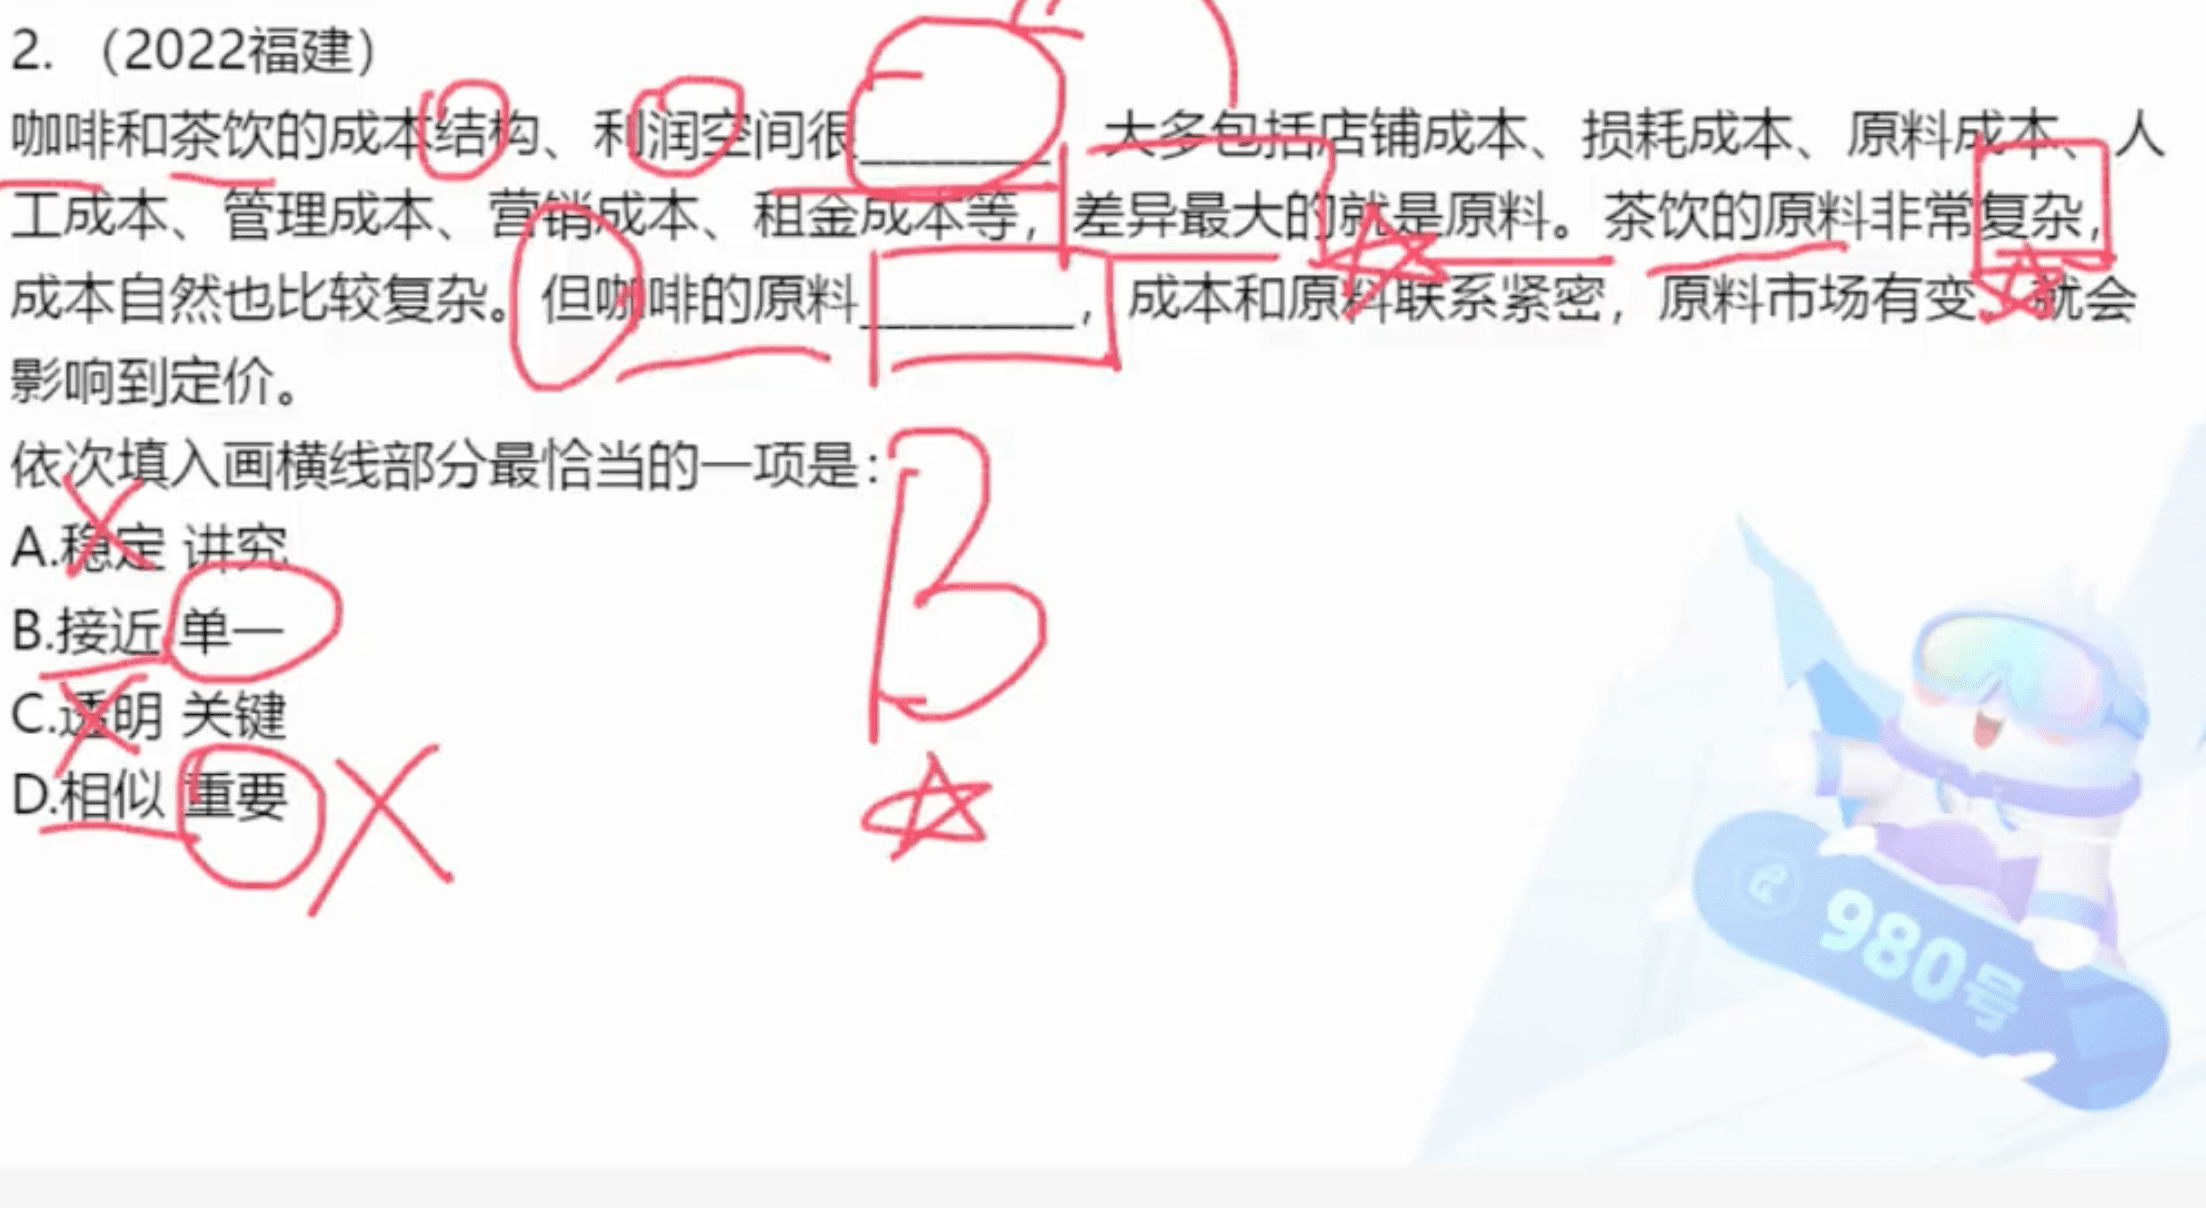 2. （2022福建）
咖啡和茶饮的成本结构、利润空间很________ 大多包括店铺成本、损耗成本、原料成本、人
工成本、管理成本、营销成本、租金成本等，差异最大的就是原料。茶饮的原料非常复杂，
成本自然也比较复杂。但咖啡的原料________，成本和原料联系紧密，原料市场有变，就会
影响到定价。
依次填入画横线部分最恰当的一项是：
A.稳定 讲究
B.接近 单一
C.透明 关键
D.相似 重要
B
980号